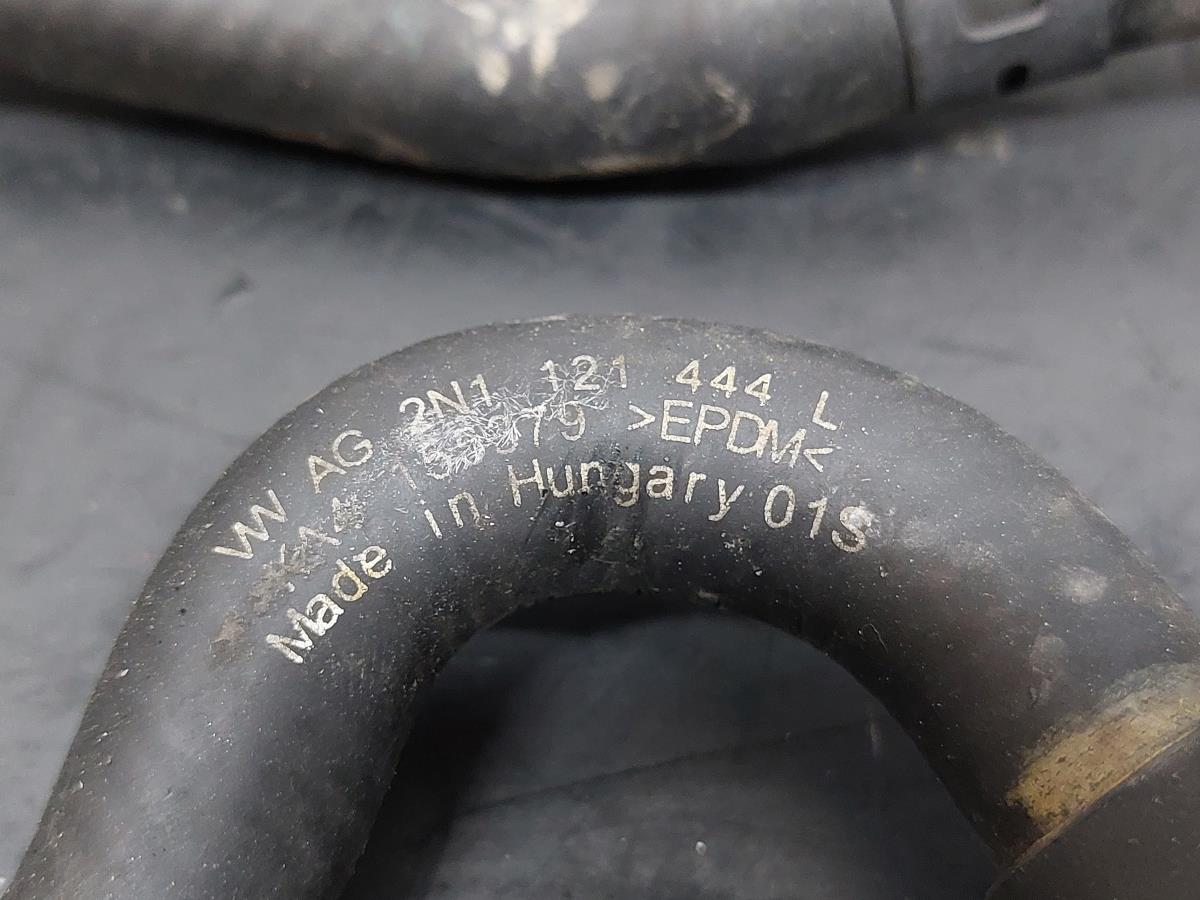 VW AG 2N1 121 444 L
>EPDM<
Made in Hungary 01S